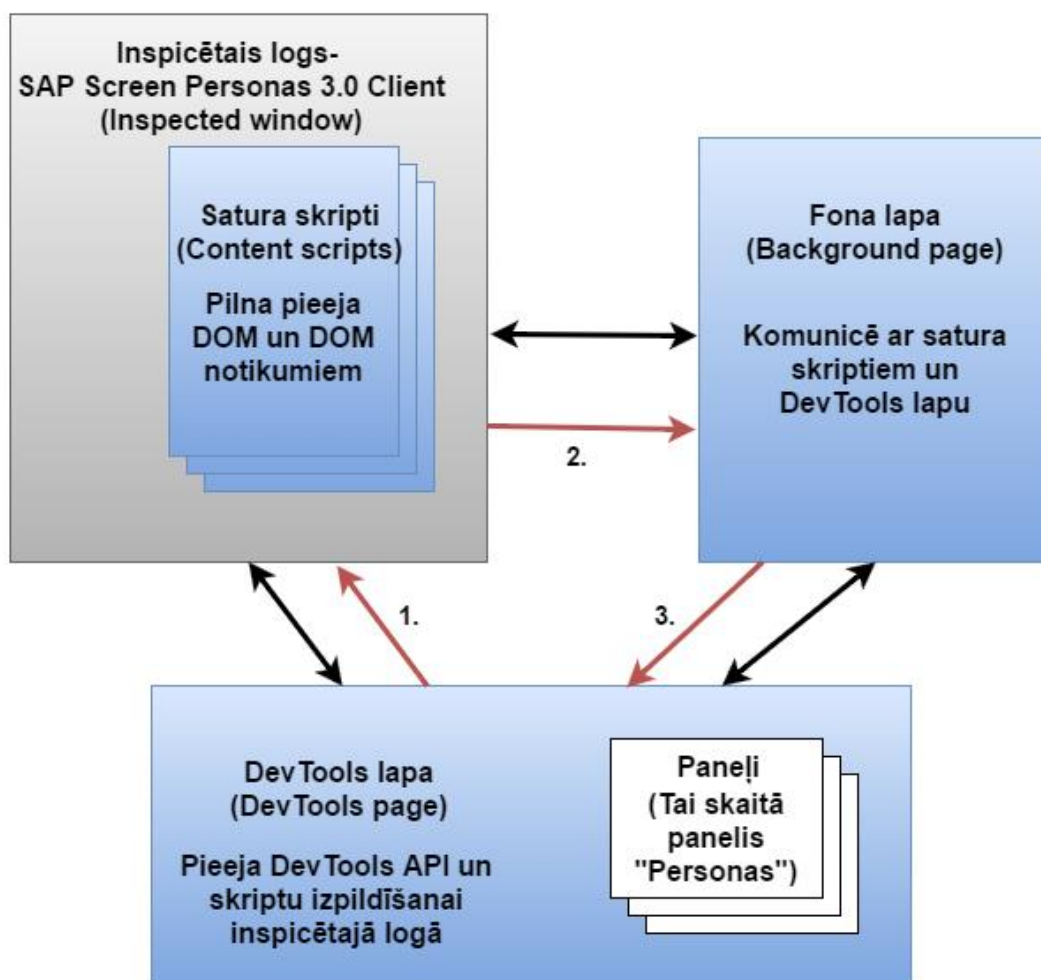 Inspicētais logs-
SAP Screen Personas 3.0 Client
(Inspected window)
Satura skripti
(Content scripts)
Pilna pieeja
DOM un DOM
notikumiem
Fona lapa
(Background page)
Komunicē ar satura
skriptiem un
DevTools lapu
2.
1.
3.
DevTools lapa
(DevTools page)
Pieeja DevTools API un
skriptu izpildīšanai
inspicētajā logā
Paneļi
(Tai skaitā
panelis
"Personas")